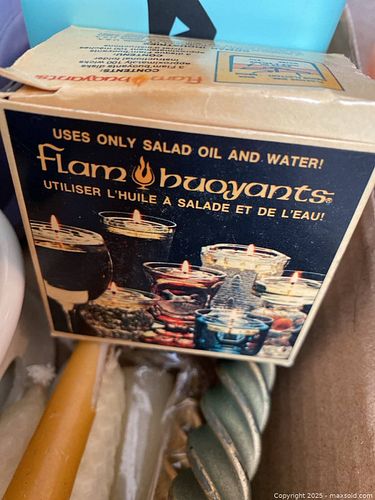 flam buoyants
CONTENTS:
USES ONLY SALAD OIL AND WATER!
flam buoyants®
UTILISER L'HUILE À SALADE ET DE L'EAU!
Copyright © 2025 - maxsold.com